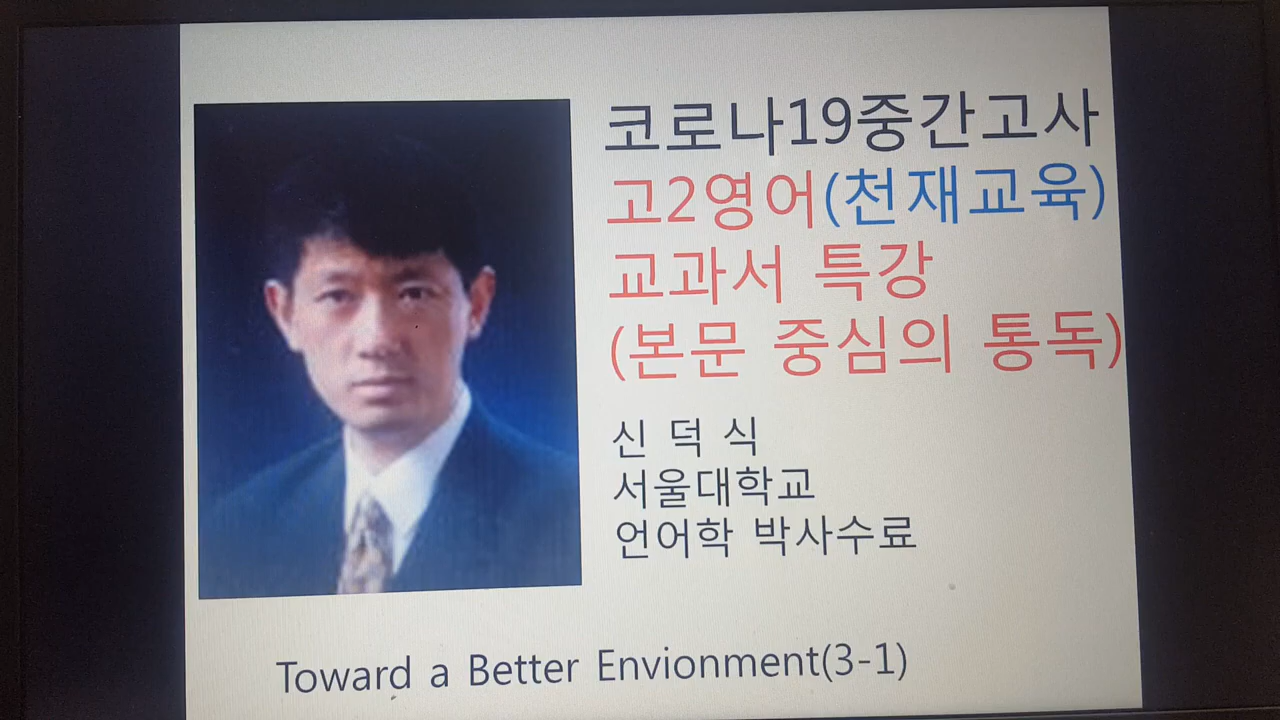 코로나19중간고사
고2영어(천재교육)
교과서 특강
(본문 중심의 통독)
신 덕 식
서울대학교
언어학 박사수료
Toward a Better Envionment(3-1)